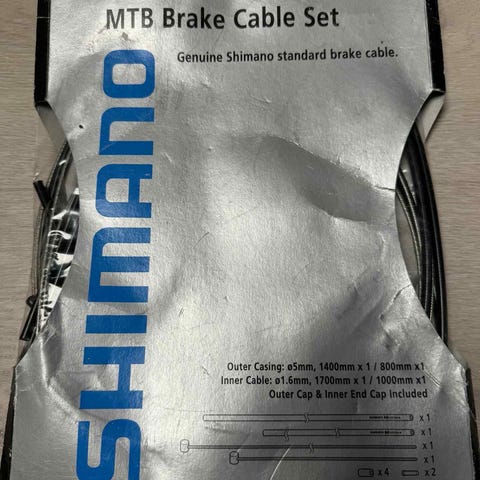 MTB Brake Cable Set
Genuine Shimano standard brake cable.
SHIMANO
Outer Casing: ø5mm, 1400mm x 1 / 800mm x1
Inner Cable: ø1.6mm, 1700mm x 1 / 1000mm x1
Outer Cap & Inner End Cap Included
x 1
x 1
x 1
x 1
x 4 x 2